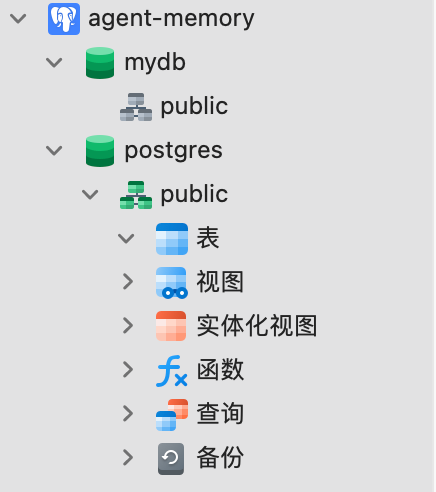 agent-memory
mydb
public
postgres
public
表
视图
实体化视图
函数
查询
备份